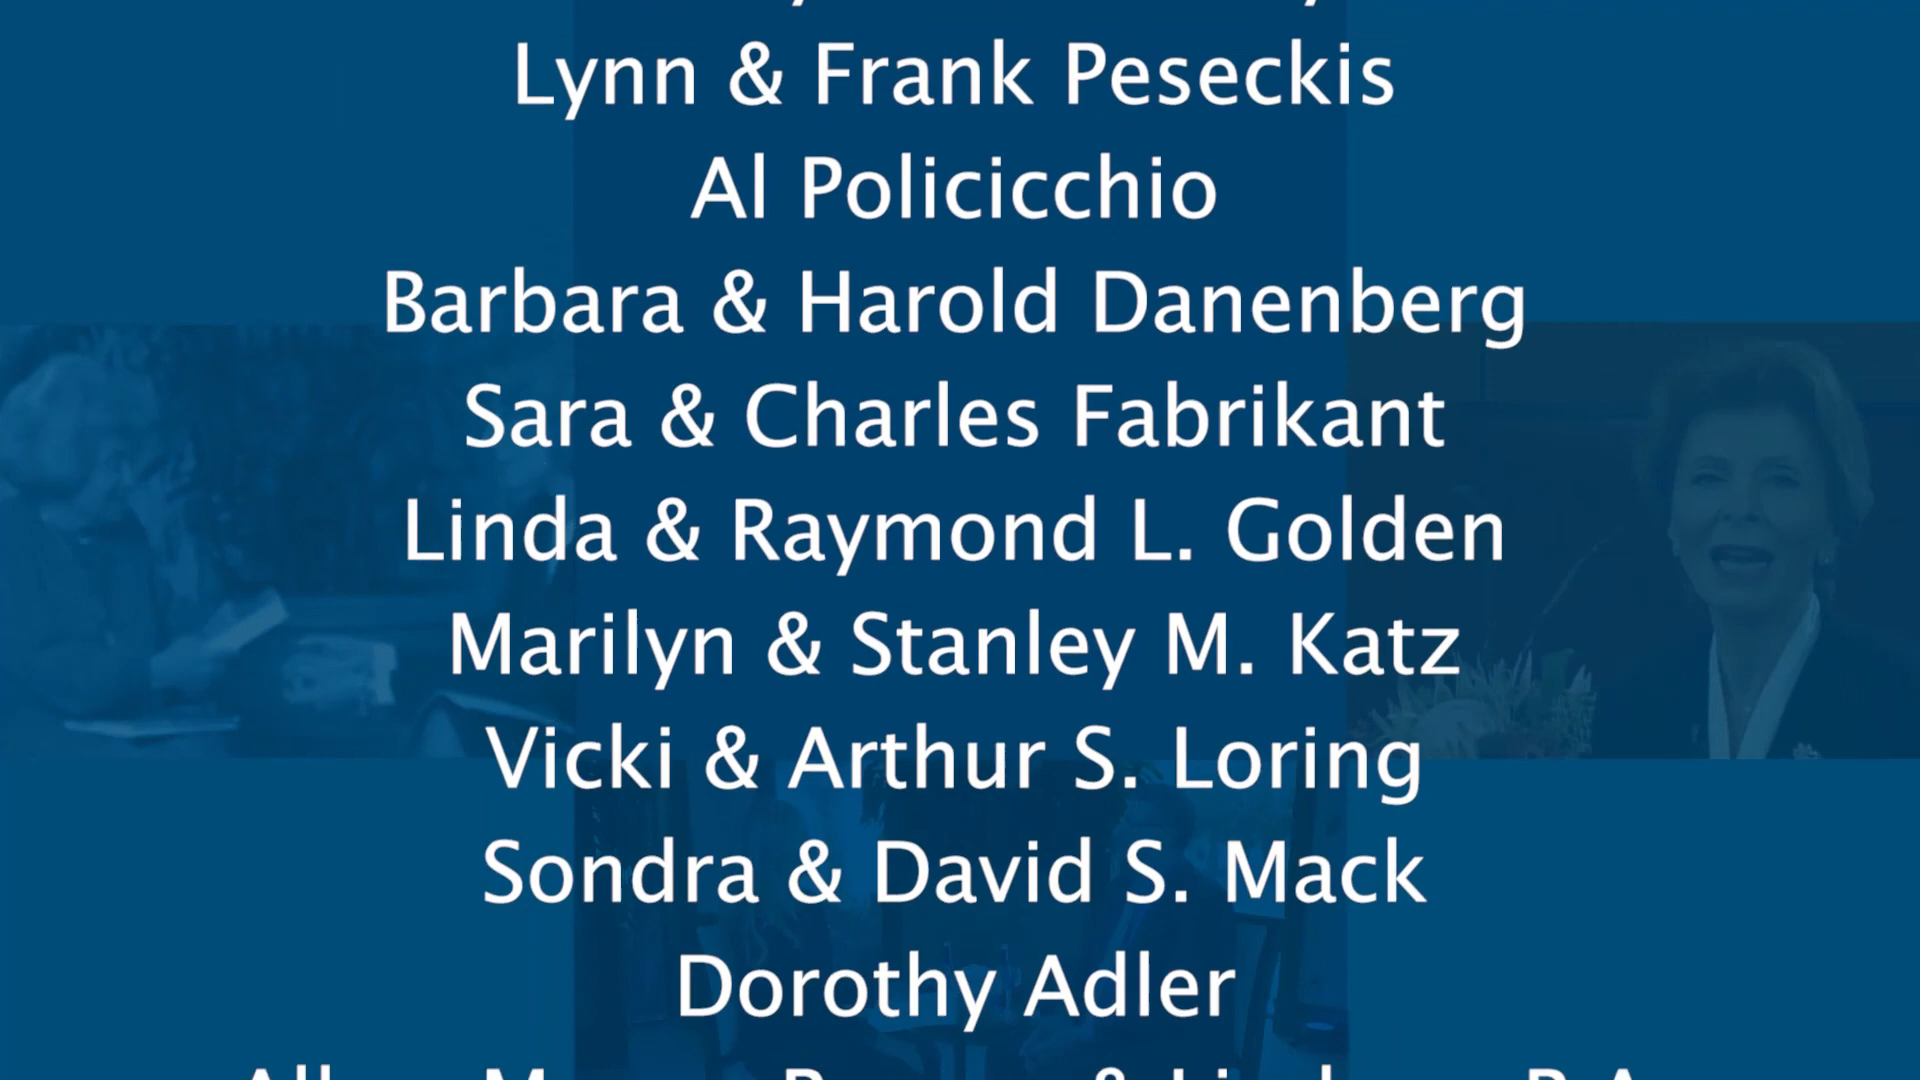 Lynn & Frank Peseckis
Al Policicchio
Barbara & Harold Danenberg
Sara & Charles Fabrikant
Linda & Raymond L. Golden
Marilyn & Stanley M. Katz
Vicki & Arthur S. Loring
Sondra & David S. Mack
Dorothy Adler